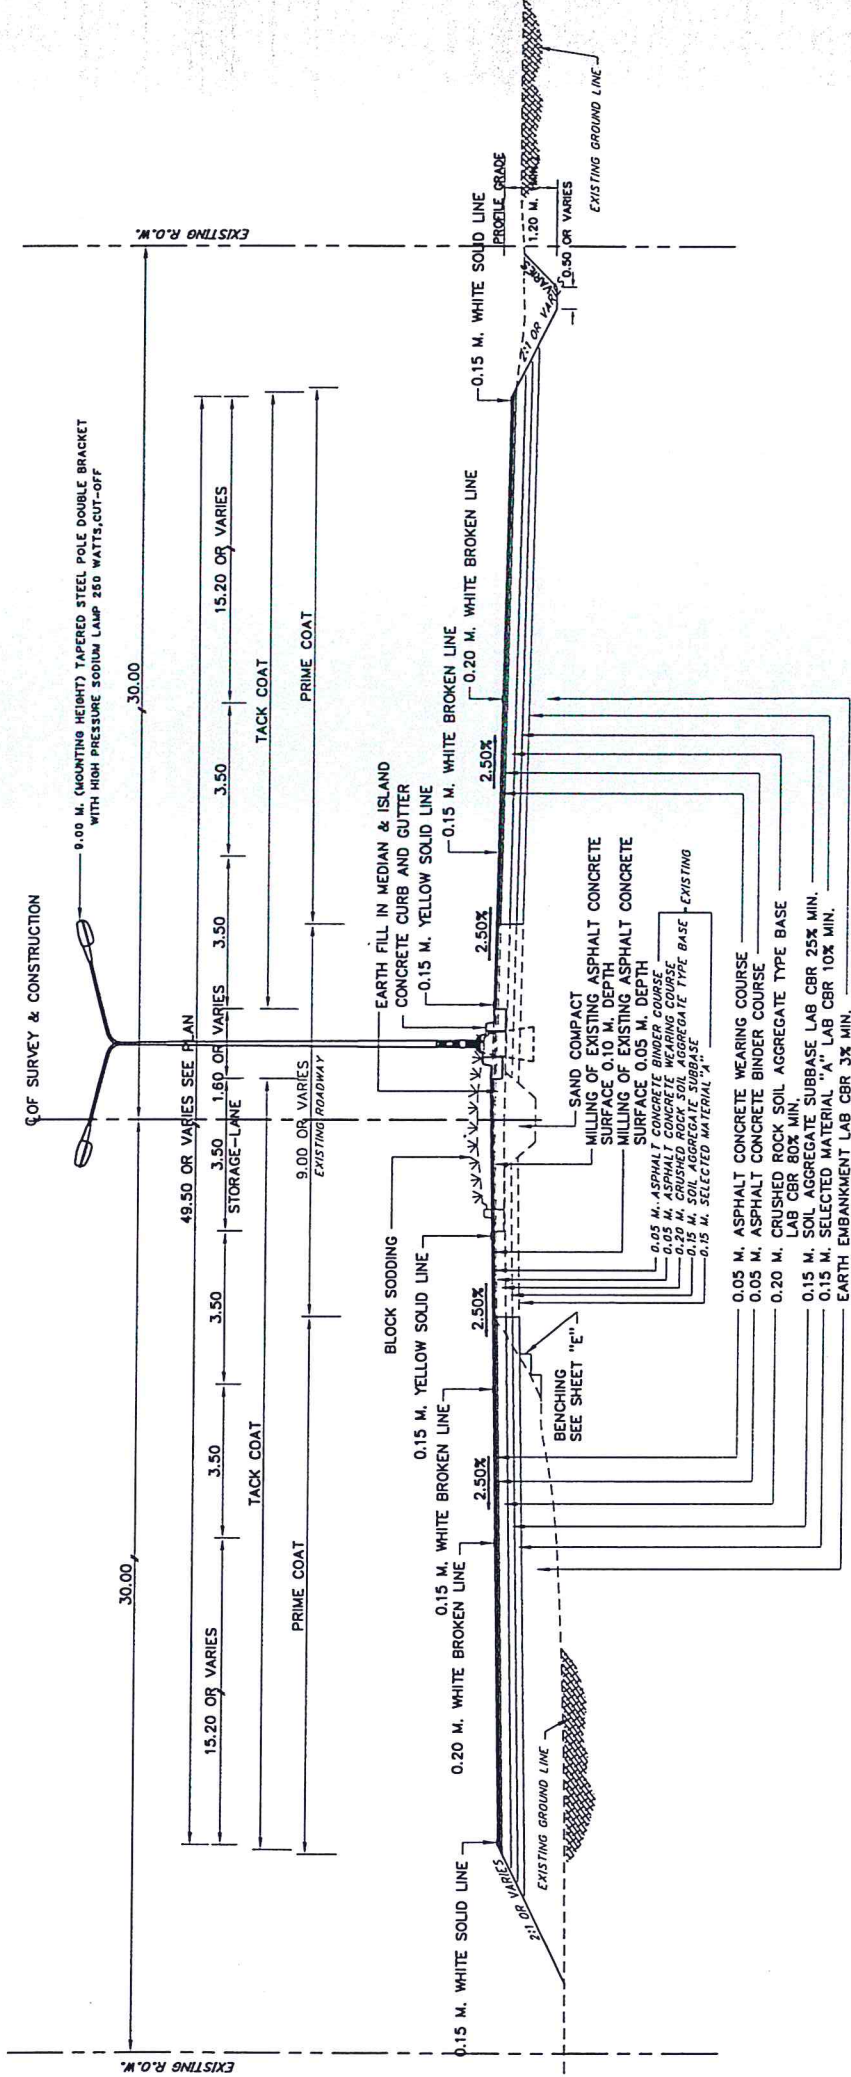 ℄ OF SURVEY & CONSTRUCTION
9.00 M. (MOUNTING HEIGHT) TAPERED STEEL POLE DOUBLE BRACKET
WITH HIGH PRESSURE SODIUM LAMP 250 WATTS,CUT-OFF
EXISTING R.O.W.
EXISTING R.O.W.
30.00
30.00
49.50 OR VARIES SEE PLAN
15.20 OR VARIES
3.50
3.50
3.50
STORAGE-LANE
1.60 OR VARIES
3.50
3.50
15.20 OR VARIES
TACK COAT
TACK COAT
PRIME COAT
9.00 OR VARIES
EXISTING ROADWAY
PRIME COAT
0.15 M. WHITE SOLID LINE
0.20 M. WHITE BROKEN LINE
0.15 M. WHITE BROKEN LINE
0.15 M. YELLOW SOLID LINE
BLOCK SODDING
EARTH FILL IN MEDIAN & ISLAND
CONCRETE CURB AND GUTTER
0.15 M. YELLOW SOLID LINE
0.15 M. WHITE BROKEN LINE
0.20 M. WHITE BROKEN LINE
0.15 M. WHITE SOLID LINE
PROFILE GRADE
1.20 M.
0.50 OR VARIES
2:1 OR VARIES
VARIES
2:1 OR VARIES
EXISTING GROUND LINE
EXISTING GROUND LINE
2.50%
2.50%
2.50%
2.50%
BENCHING
SEE SHEET "E"
SAND COMPACT
MILLING OF EXISTING ASPHALT CONCRETE
SURFACE 0.10 M. DEPTH
MILLING OF EXISTING ASPHALT CONCRETE
SURFACE 0.05 M. DEPTH
0.05 M. ASPHALT CONCRETE BINDER COURSE
0.05 M. ASPHALT CONCRETE WEARING COURSE
0.20 M. CRUSHED ROCK SOIL AGGREGATE TYPE BASE
0.15 M. SOIL AGGREGATE SUBBASE
0.15 M. SELECTED MATERIAL "A"
EXISTING
0.05 M. ASPHALT CONCRETE WEARING COURSE
0.05 M. ASPHALT CONCRETE BINDER COURSE
0.20 M. CRUSHED ROCK SOIL AGGREGATE TYPE BASE
LAB CBR 80% MIN.
0.15 M. SOIL AGGREGATE SUBBASE LAB CBR 25% MIN.
0.15 M. SELECTED MATERIAL "A" LAB CBR 10% MIN.
EARTH EMBANKMENT LAB CBR 3% MIN.